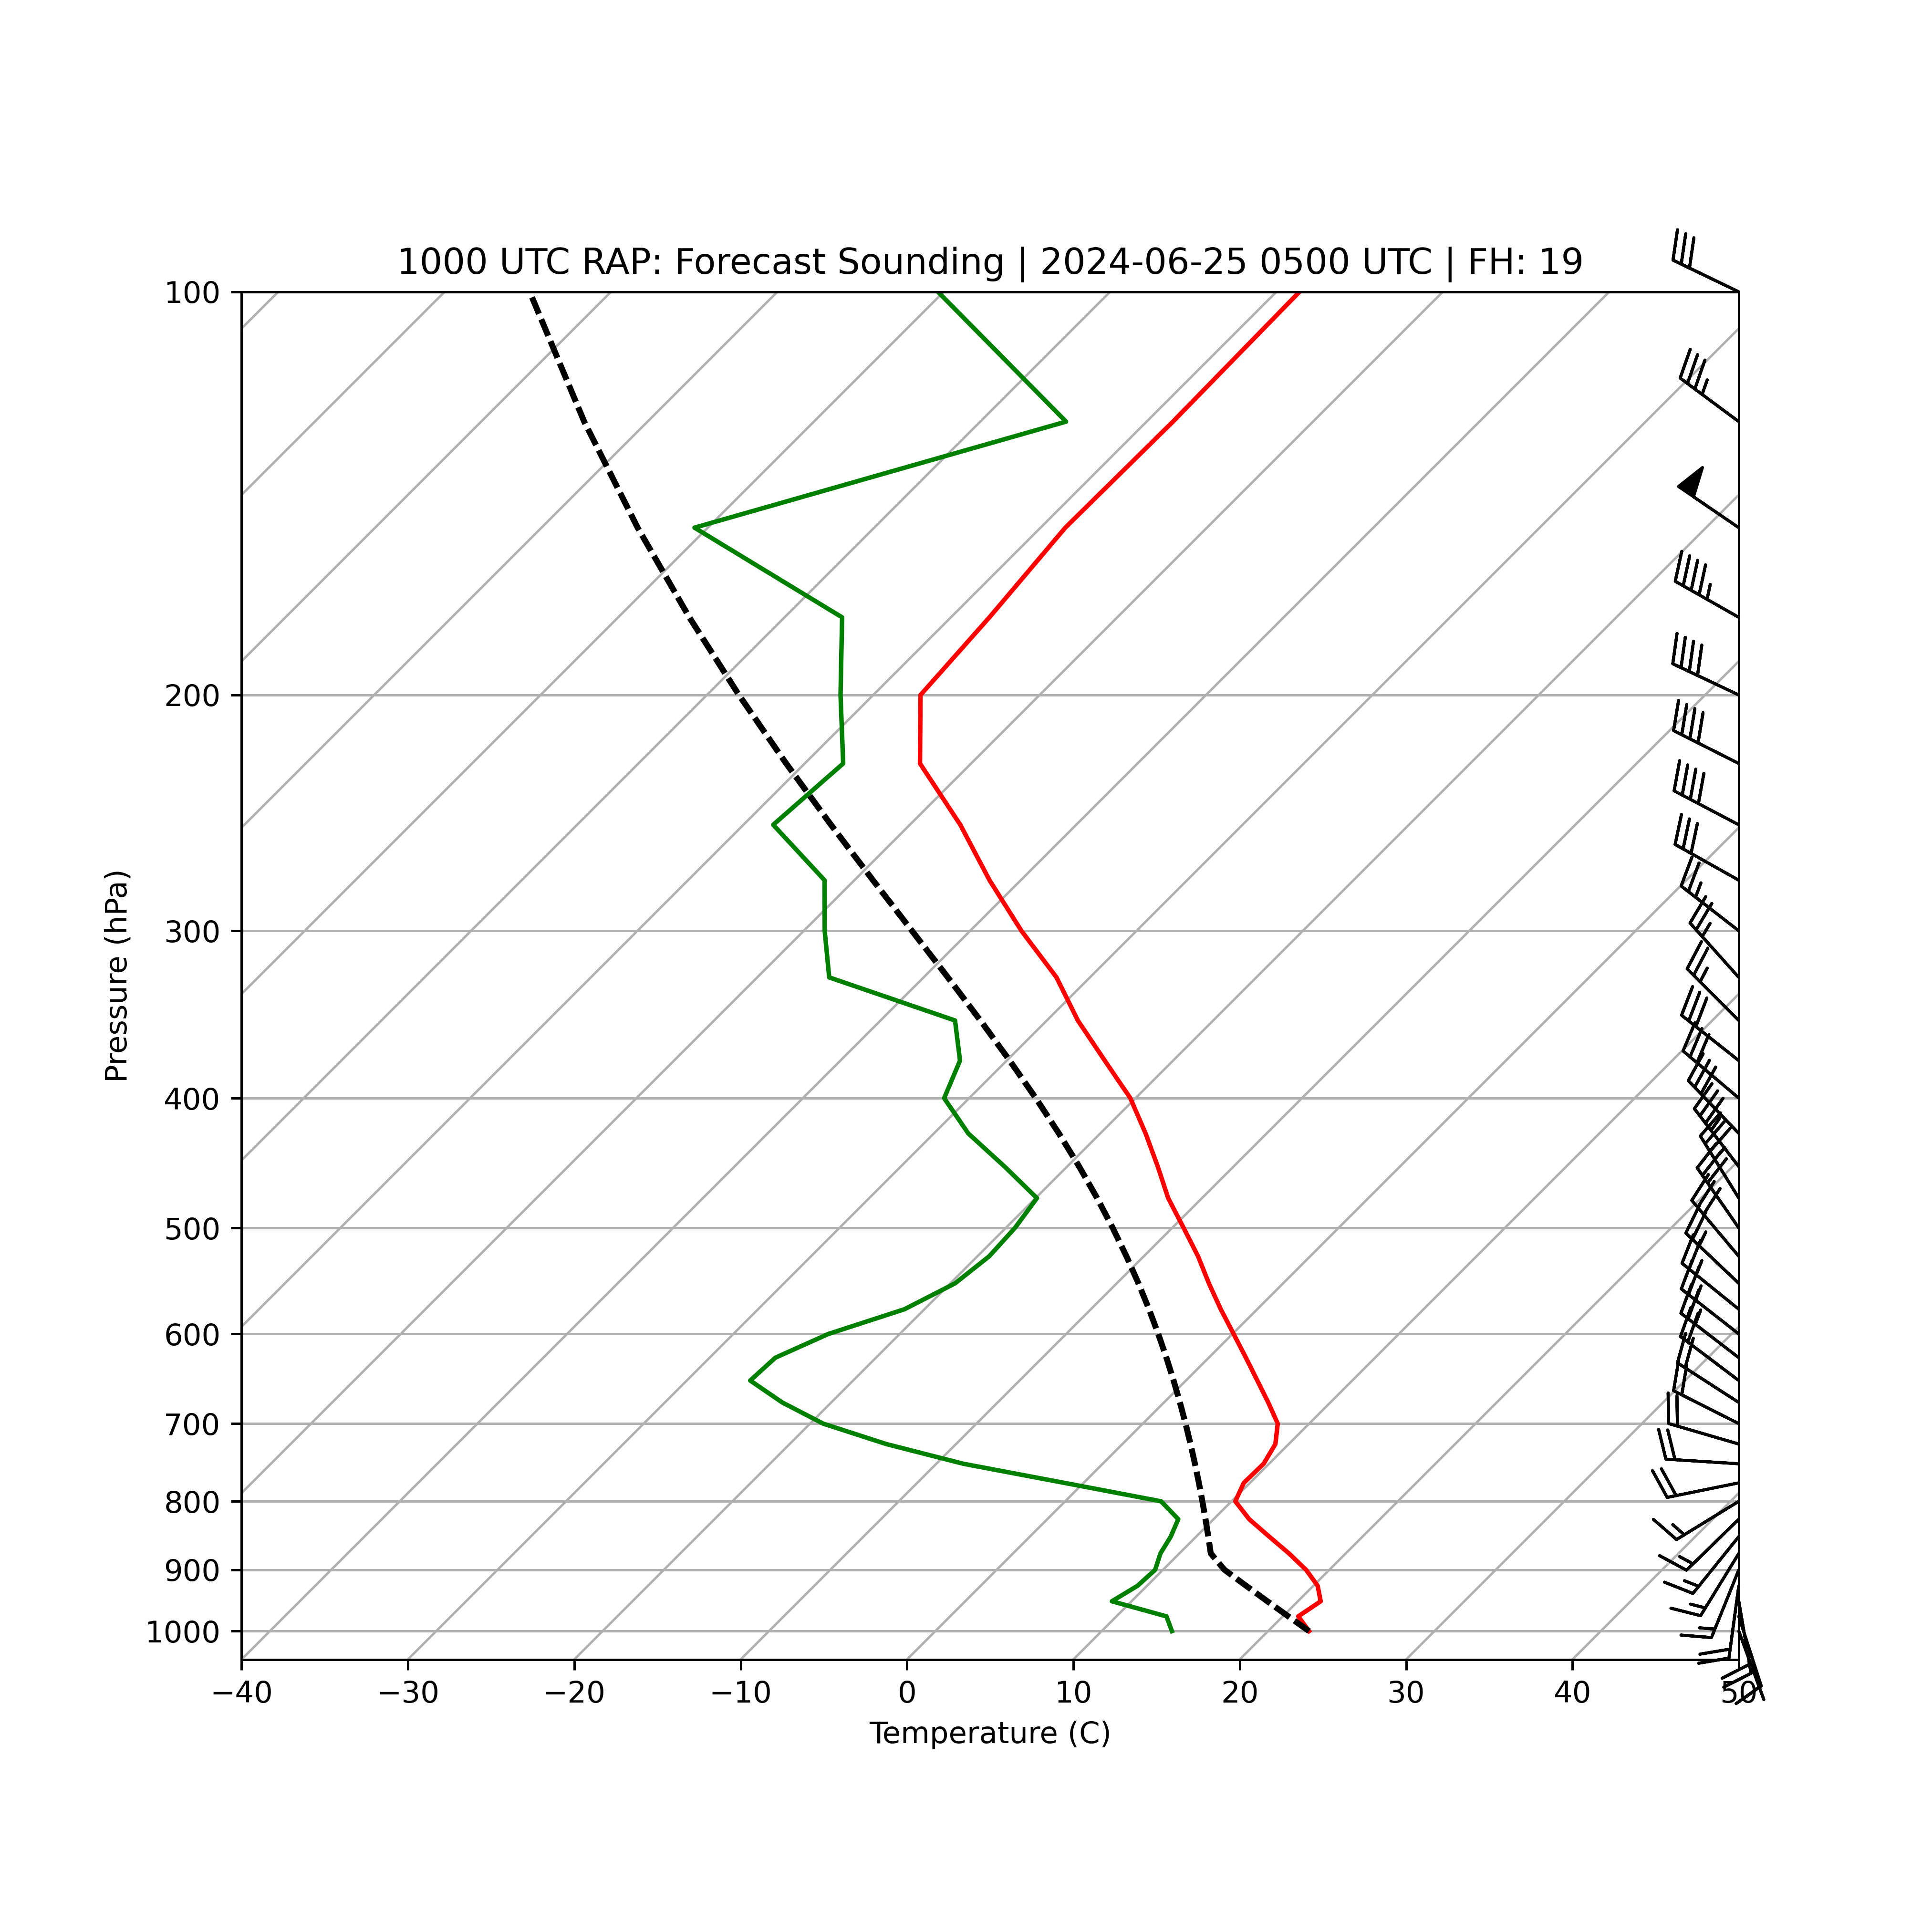 1000 UTC RAP: Forecast Sounding | 2024-06-25 0500 UTC | FH: 19
100
200
300
400
500
600
700
800
900
1000
Pressure (hPa)
−40 −30 −20 −10 0 10 20 30 40 50
Temperature (C)